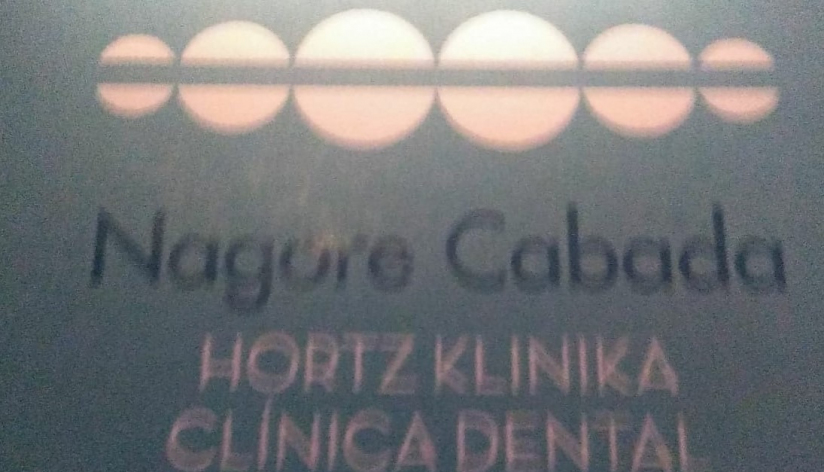 Nagore Cabada
HORTZ KLINIKA
CLÍNICA DENTAL